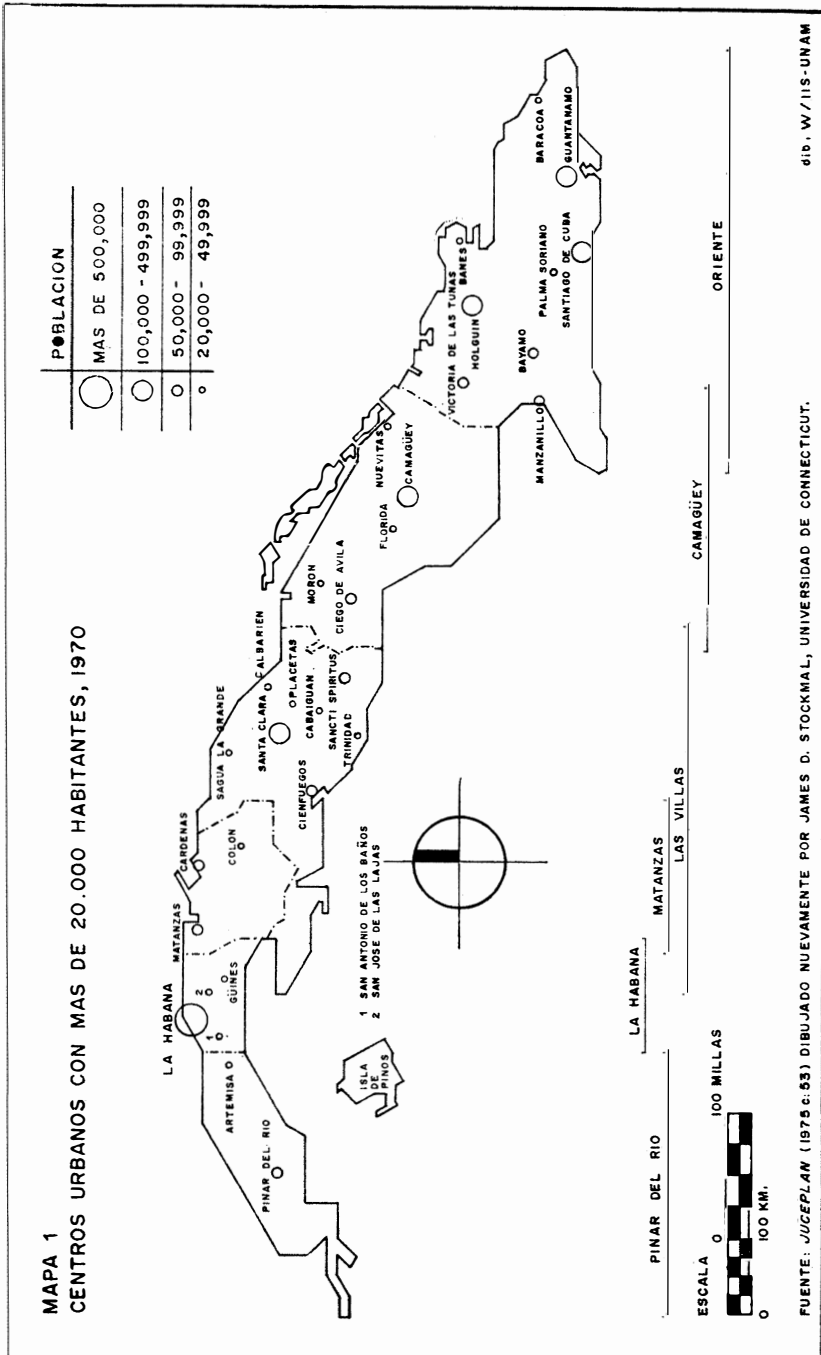 MAPA 1
CENTROS URBANOS CON MAS DE 20.000 HABITANTES, 1970
POBLACION
MAS DE 500,000
100,000 - 499,999
50,000 - 99,999
20,000 - 49,999
LA HABANA
MATANZAS
CARDENAS
SAGUA LA GRANDE
CAIBARIEN
1
2
GÜINES
COLON
ARTEMISA
PINAR DEL RIO
SANTA CLARA
PLACETAS
CABAIGUAN
SANCTI SPIRITUS
TRINIDAD
CIENFUEGOS
MORON
CIEGO DE AVILA
FLORIDA
NUEVITAS
CAMAGÜEY
VICTORIA DE LAS TUNAS
HOLGUIN
BANES
BAYAMO
MANZANILLO
PALMA SORIANO
SANTIAGO DE CUBA
BARACOA
GUANTANAMO
ISLA
DE
PINOS
1 SAN ANTONIO DE LOS BAÑOS
2 SAN JOSE DE LAS LAJAS
PINAR DEL RIO
LA HABANA
MATANZAS
LAS VILLAS
CAMAGÜEY
ORIENTE
ESCALA
0 100 MILLAS
0 100 KM.
FUENTE: JUCEPLAN (1975 c: 53) DIBUJADO NUEVAMENTE POR JAMES D. STOCKMAL, UNIVERSIDAD DE CONNECTICUT.
dib. W/IIS-UNAM